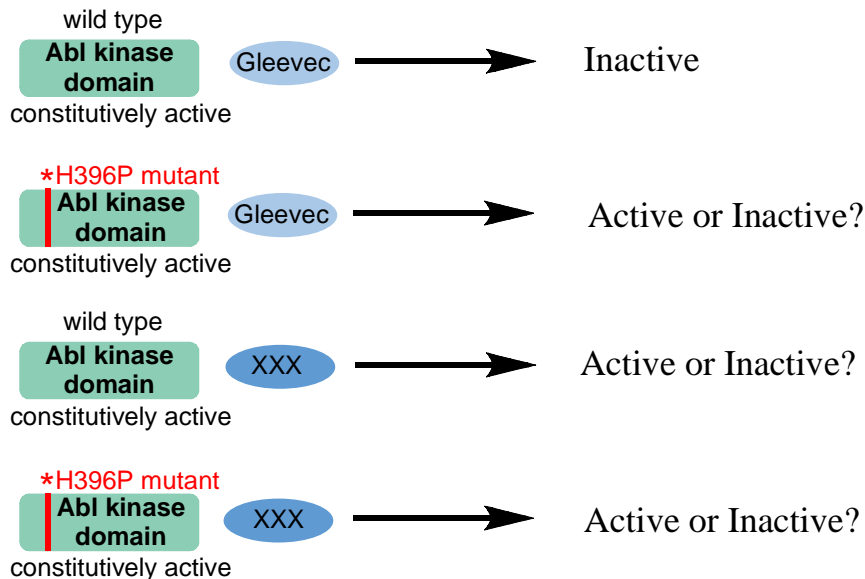 wild type
Abl kinase
domain
Gleevec
Inactive
constitutively active
*H396P mutant
Abl kinase
domain
Gleevec
Active or Inactive?
constitutively active
wild type
Abl kinase
domain
XXX
Active or Inactive?
constitutively active
*H396P mutant
Abl kinase
domain
XXX
Active or Inactive?
constitutively active